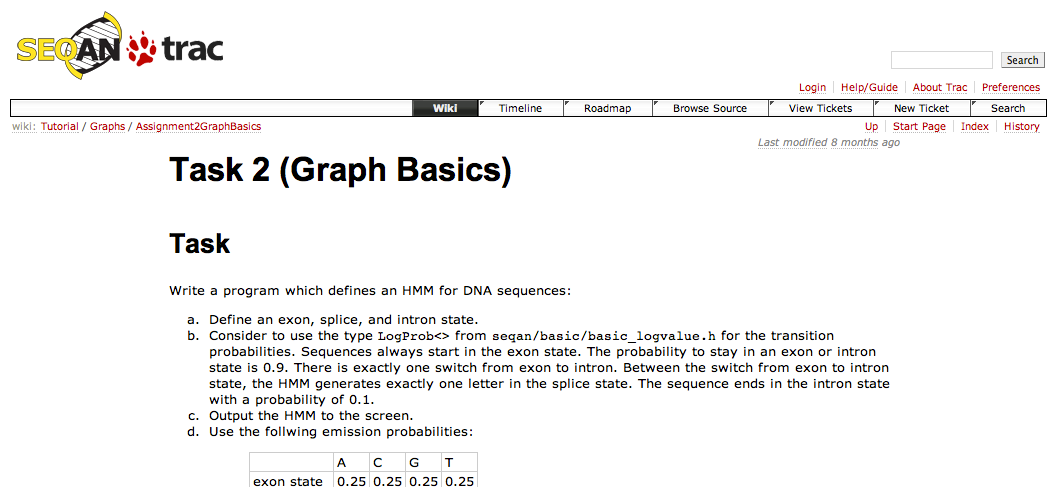 SEQAN trac
Search
Login Help/Guide About Trac Preferences
Wiki Timeline Roadmap Browse Source View Tickets New Ticket Search
wiki: Tutorial / Graphs / Assignment2GraphBasics Up Start Page Index History
Last modified 8 months ago
Task 2 (Graph Basics)
Task
Write a program which defines an HMM for DNA sequences:
a. Define an exon, splice, and intron state.
b. Consider to use the type LogProb<> from seqan/basic/basic_logvalue.h for the transition
probabilities. Sequences always start in the exon state. The probability to stay in an exon or intron
state is 0.9. There is exactly one switch from exon to intron. Between the switch from exon to intron
state, the HMM generates exactly one letter in the splice state. The sequence ends in the intron state
with a probability of 0.1.
c. Output the HMM to the screen.
d. Use the follwing emission probabilities:
A C G T
exon state 0.25 0.25 0.25 0.25